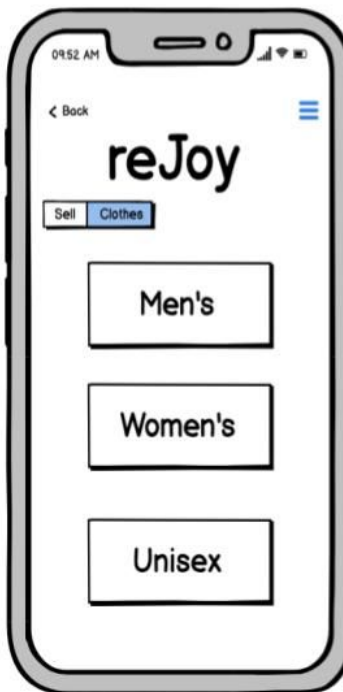 09:52 AM
< Back
reJoy
Sell Clothes
Men's
Women's
Unisex